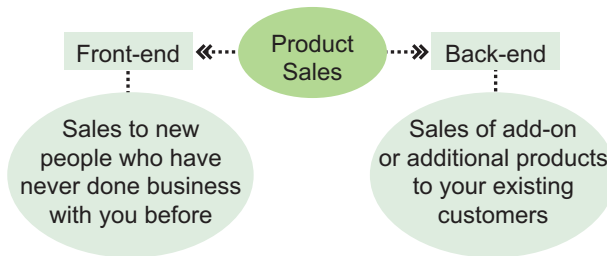 Product
Sales
Front-end
Back-end
Sales to new
people who have
never done business
with you before
Sales of add-on
or additional products
to your existing
customers